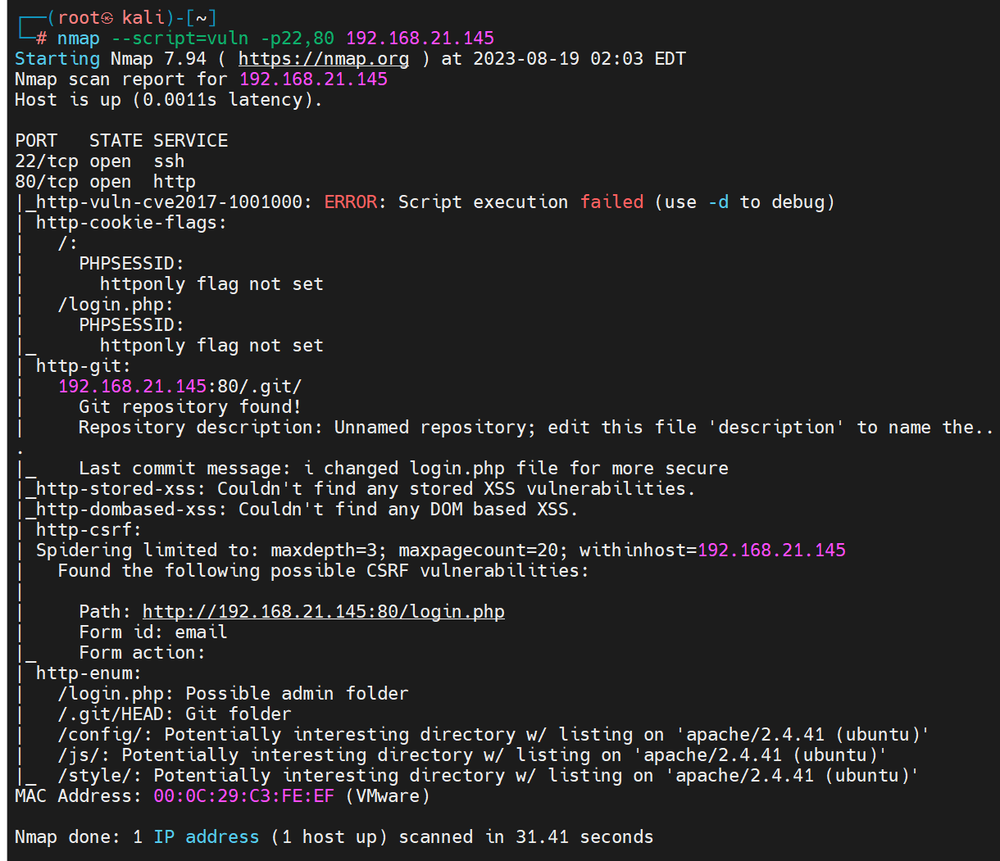 ┌──(root㉿kali)-[~]
└─# nmap --script=vuln -p22,80 192.168.21.145
Starting Nmap 7.94 ( https://nmap.org ) at 2023-08-19 02:03 EDT
Nmap scan report for 192.168.21.145
Host is up (0.0011s latency).

PORT   STATE SERVICE
22/tcp open  ssh
80/tcp open  http
|_http-vuln-cve2017-1001000: ERROR: Script execution failed (use -d to debug)
| http-cookie-flags:
|   /:
|     PHPSESSID:
|       httponly flag not set
|   /login.php:
|     PHPSESSID:
|_      httponly flag not set
| http-git:
|   192.168.21.145:80/.git/
|     Git repository found!
|     Repository description: Unnamed repository; edit this file 'description' to name the..
.
|_    Last commit message: i changed login.php file for more secure
|_http-stored-xss: Couldn't find any stored XSS vulnerabilities.
|_http-dombased-xss: Couldn't find any DOM based XSS.
| http-csrf:
| Spidering limited to: maxdepth=3; maxpagecount=20; withinhost=192.168.21.145
|   Found the following possible CSRF vulnerabilities:
|
|     Path: http://192.168.21.145:80/login.php
|     Form id: email
|_    Form action:
| http-enum:
|   /login.php: Possible admin folder
|   /.git/HEAD: Git folder
|   /config/: Potentially interesting directory w/ listing on 'apache/2.4.41 (ubuntu)'
|   /js/: Potentially interesting directory w/ listing on 'apache/2.4.41 (ubuntu)'
|_  /style/: Potentially interesting directory w/ listing on 'apache/2.4.41 (ubuntu)'
MAC Address: 00:0C:29:C3:FE:EF (VMware)

Nmap done: 1 IP address (1 host up) scanned in 31.41 seconds